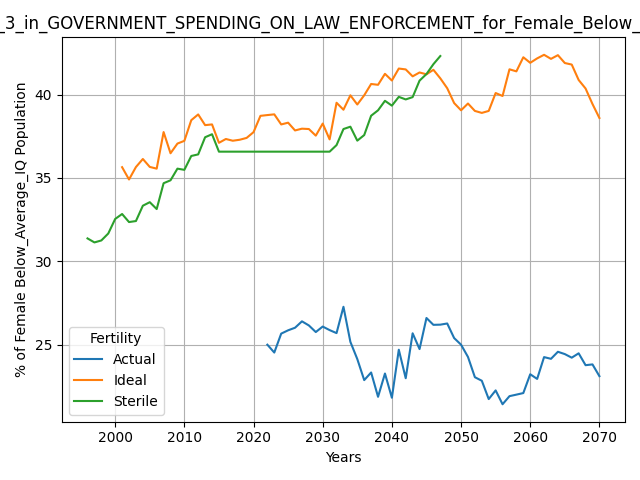 _3_in_GOVERNMENT_SPENDING_ON_LAW_ENFORCEMENT_for_Female_Below_
% of Female Below_Average_IQ Population
40
35
30
25
Fertility
Actual
Ideal
Sterile
2000 2010 2020 2030 2040 2050 2060 2070
Years